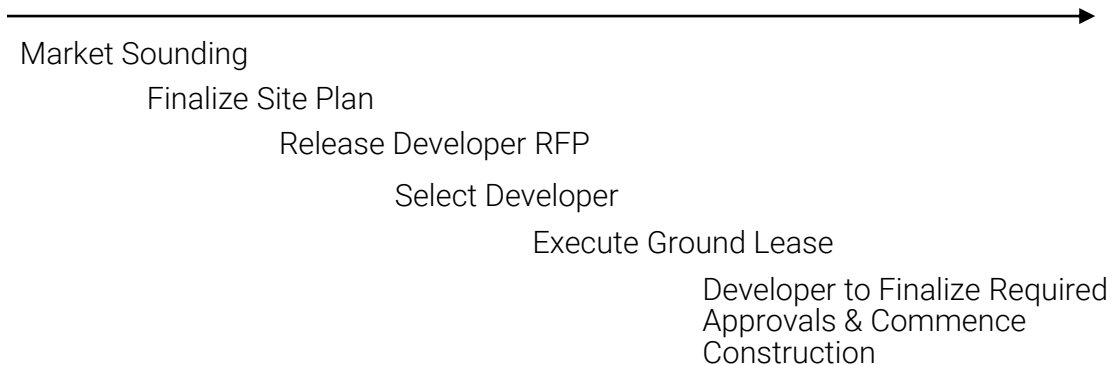 Market Sounding
Finalize Site Plan
Release Developer RFP
Select Developer
Execute Ground Lease
Developer to Finalize Required
Approvals & Commence
Construction